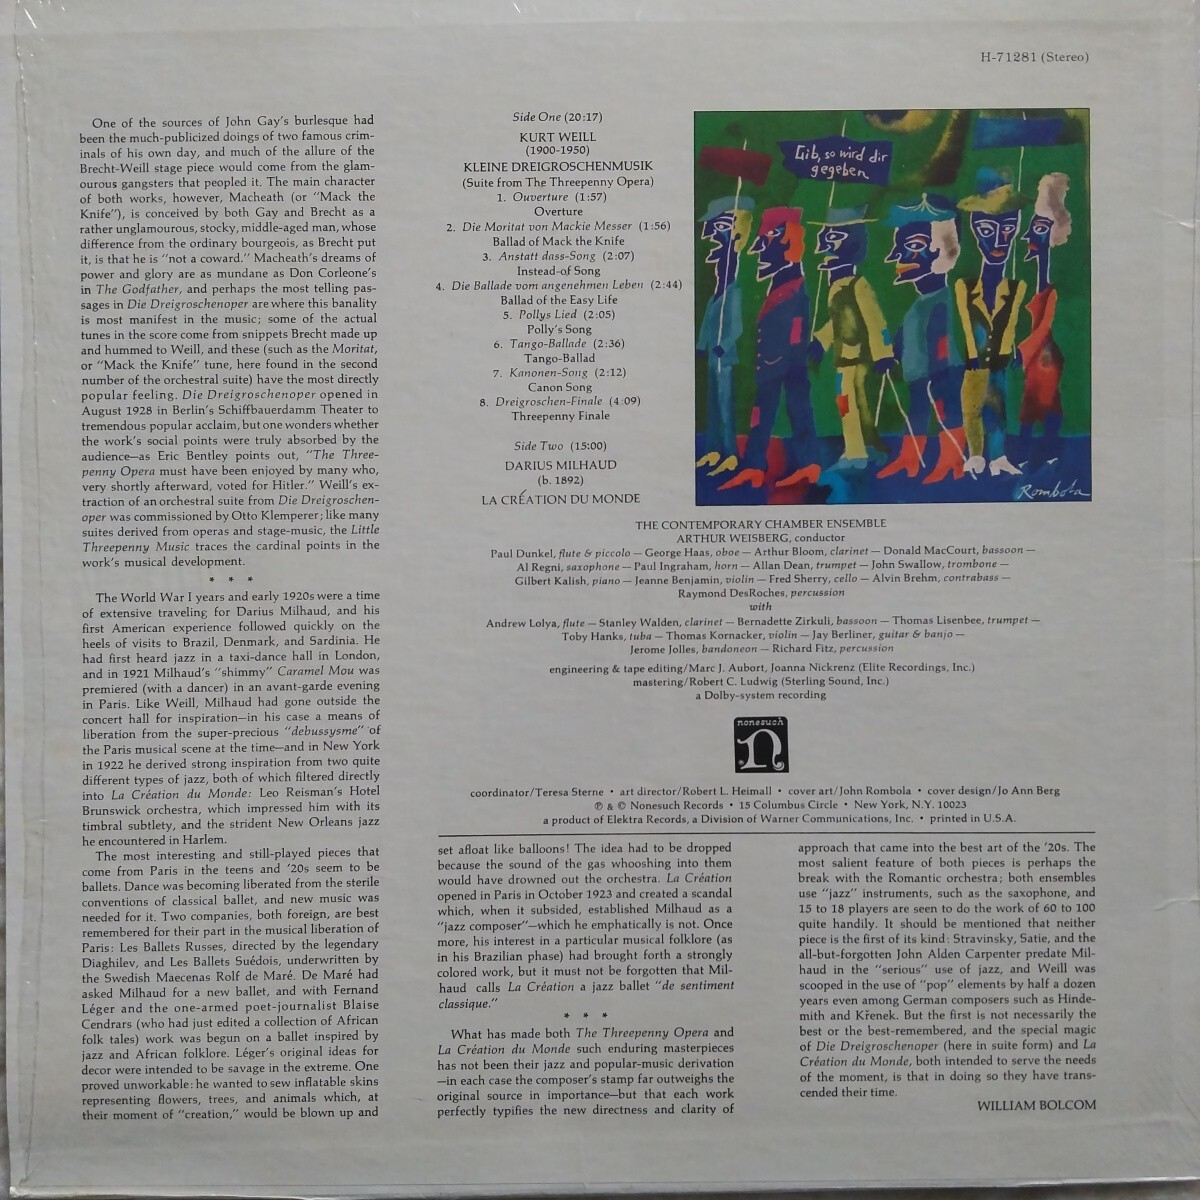 H-71281 (Stereo)
One of the sources of John Gay's burlesque had
been the much-publicized doings of two famous crim-
inals of his own day, and much of the allure of the
Brecht-Weill stage piece would come from the glam-
ourous gangsters that peopled it. The main character
of both works, however, Macheath (or "Mack the
Knife"), is conceived by both Gay and Brecht as a
rather unglamourous, stocky, middle-aged man, whose
difference from the ordinary bourgeois, as Brecht put
it, is that he is "not a coward." Macheath's dreams of
power and glory are as mundane as Don Corleone's
in The Godfather, and perhaps the most telling pas-
sages in Die Dreigroschenoper are where this banality
is most manifest in the music; some of the actual
tunes in the score come from snippets Brecht made up
and hummed to Weill, and these (such as the Moritat,
or "Mack the Knife" tune, here found in the second
number of the orchestral suite) have the most directly
popular feeling. Die Dreigroschenoper opened in
August 1928 in Berlin's Schiffbauerdamm Theater to
tremendous popular acclaim, but one wonders whether
the work's social points were truly absorbed by the
audience—as Eric Bentley points out, "The Three-
penny Opera must have been enjoyed by many who,
very shortly afterward, voted for Hitler." Weill's ex-
traction of an orchestral suite from Die Dreigroschen-
oper was commissioned by Otto Klemperer; like many
suites derived from operas and stage-music, the Little
Threepenny Music traces the cardinal points in the
work's musical development.
* * *
The World War I years and early 1920s were a time
of extensive traveling for Darius Milhaud, and his
first American experience followed quickly on the
heels of visits to Brazil, Denmark, and Sardinia. He
had first heard jazz in a taxi-dance hall in London,
and in 1921 Milhaud's "shimmy" Caramel Mou was
premiered (with a dancer) in an avant-garde evening
in Paris. Like Weill, Milhaud had gone outside the
concert hall for inspiration—in his case a means of
liberation from the super-precious "debussysme" of
the Paris musical scene at the time—and in New York
in 1922 he derived strong inspiration from two quite
different types of jazz, both of which filtered directly
into La Création du Monde: Leo Reisman's Hotel
Brunswick orchestra, which impressed him with its
timbral subtlety, and the strident New Orleans jazz
he encountered in Harlem.
The most interesting and still-played pieces that
come from Paris in the teens and '20s seem to be
ballets. Dance was becoming liberated from the sterile
conventions of classical ballet, and new music was
needed for it. Two companies, both foreign, are best
remembered for their part in the musical liberation of
Paris: Les Ballets Russes, directed by the legendary
Diaghilev, and Les Ballets Suédois, underwritten by
the Swedish Maecenas Rolf de Maré. De Maré had
asked Milhaud for a new ballet, and with Fernand
Léger and the one-armed poet-journalist Blaise
Cendrars (who had just edited a collection of African
folk tales) work was begun on a ballet inspired by
jazz and African folklore. Léger's original ideas for
decor were intended to be savage in the extreme. One
proved unworkable: he wanted to sew inflatable skins
representing flowers, trees, and animals which, at
their moment of "creation," would be blown up and
Side One (20:17)
KURT WEILL
(1900-1950)
KLEINE DREIGROSCHENMUSIK
(Suite from The Threepenny Opera)
1. Ouverture (1:57)
Overture
2. Die Moritat von Mackie Messer (1:56)
Ballad of Mack the Knife
3. Anstatt dass-Song (2:07)
Instead-of Song
4. Die Ballade vom angenehmen Leben (2:44)
Ballad of the Easy Life
5. Pollys Lied (2:05)
Polly's Song
6. Tango-Ballade (2:36)
Tango-Ballad
7. Kanonen-Song (2:12)
Canon Song
8. Dreigroschen-Finale (4:09)
Threepenny Finale
Side Two (15:00)
DARIUS MILHAUD
(b. 1892)
LA CRÉATION DU MONDE
Gib, so wird dir
gegeben
Rombola
THE CONTEMPORARY CHAMBER ENSEMBLE
ARTHUR WEISBERG, conductor
Paul Dunkel, flute & piccolo — George Haas, oboe — Arthur Bloom, clarinet — Donald MacCourt, bassoon —
Al Regni, saxophone — Paul Ingraham, horn — Allan Dean, trumpet — John Swallow, trombone —
Gilbert Kalish, piano — Jeanne Benjamin, violin — Fred Sherry, cello — Alvin Brehm, contrabass —
Raymond DesRoches, percussion
with
Andrew Lolya, flute — Stanley Walden, clarinet — Bernadette Zirkuli, bassoon — Thomas Lisenbee, trumpet —
Toby Hanks, tuba — Thomas Kornacker, violin — Jay Berliner, guitar & banjo —
Jerome Jolles, bandoneon — Richard Fitz, percussion
engineering & tape editing/Marc J. Aubort, Joanna Nickrenz (Elite Recordings, Inc.)
mastering/Robert C. Ludwig (Sterling Sound, Inc.)
a Dolby-system recording
nonesuch
n
coordinator/Teresa Sterne • art director/Robert L. Heimall • cover art/John Rombola • cover design/Jo Ann Berg
℗ & © Nonesuch Records • 15 Columbus Circle • New York, N.Y. 10023
a product of Elektra Records, a Division of Warner Communications, Inc. • printed in U.S.A.
set afloat like balloons! The idea had to be dropped
because the sound of the gas whooshing into them
would have drowned out the orchestra. La Création
opened in Paris in October 1923 and created a scandal
which, when it subsided, established Milhaud as a
"jazz composer"—which he emphatically is not. Once
more, his interest in a particular musical folklore (as
in his Brazilian phase) had brought forth a strongly
colored work, but it must not be forgotten that Mil-
haud calls La Création a jazz ballet "de sentiment
classique."
* * *
What has made both The Threepenny Opera and
La Création du Monde such enduring masterpieces
has not been their jazz and popular-music derivation
—in each case the composer's stamp far outweighs the
original source in importance—but that each work
perfectly typifies the new directness and clarity of
approach that came into the best art of the '20s. The
most salient feature of both pieces is perhaps the
break with the Romantic orchestra; both ensembles
use "jazz" instruments, such as the saxophone, and
15 to 18 players are seen to do the work of 60 to 100
quite handily. It should be mentioned that neither
piece is the first of its kind: Stravinsky, Satie, and the
all-but-forgotten John Alden Carpenter predate Mil-
haud in the "serious" use of jazz, and Weill was
scooped in the use of "pop" elements by half a dozen
years even among German composers such as Hinde-
mith and Křenek. But the first is not necessarily the
best or the best-remembered, and the special magic
of Die Dreigroschenoper (here in suite form) and La
Création du Monde, both intended to serve the needs
of the moment, is that in doing so they have trans-
cended their time.
WILLIAM BOLCOM